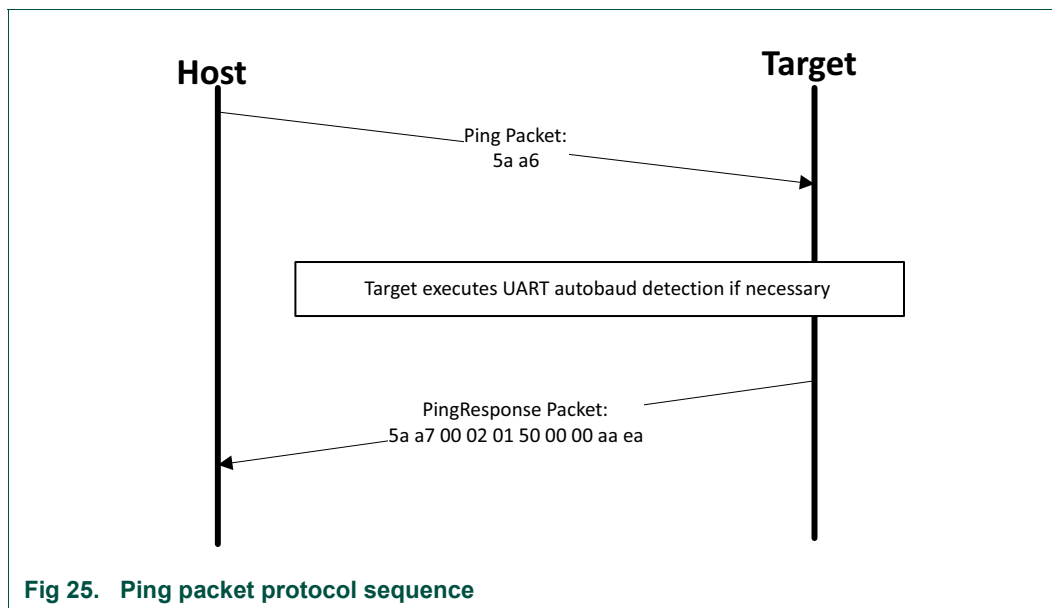 Host
Target
Ping Packet:
5a a6
Target executes UART autobaud detection if necessary
PingResponse Packet:
5a a7 00 02 01 50 00 00 aa ea
Fig 25. Ping packet protocol sequence